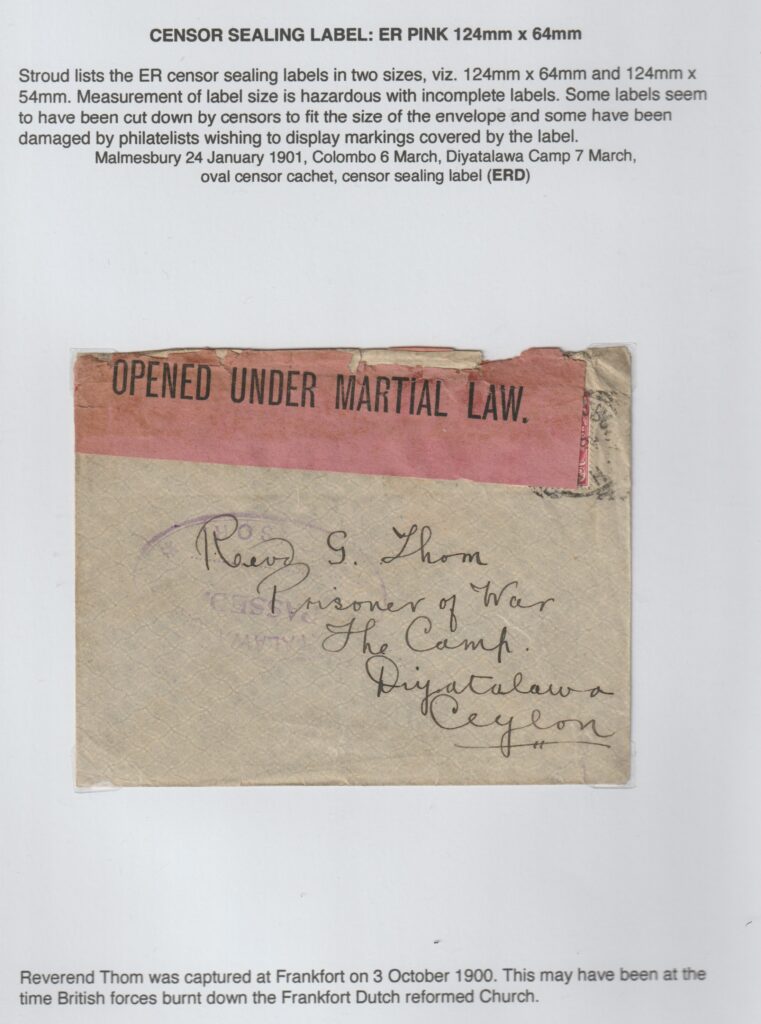 CENSOR SEALING LABEL: ER PINK 124mm x 64mm
Stroud lists the ER censor sealing labels in two sizes, viz. 124mm x 64mm and 124mm x
54mm. Measurement of label size is hazardous with incomplete labels. Some labels seem
to have been cut down by censors to fit the size of the envelope and some have been
damaged by philatelists wishing to display markings covered by the label.
Malmesbury 24 January 1901, Colombo 6 March, Diyatalawa Camp 7 March,
oval censor cachet, censor sealing label (ERD)
OPENED UNDER MARTIAL LAW.
Revd G. Thom
Prisoner of War
The Camp.
Diyatalawa
Ceylon
PASSED.
Reverend Thom was captured at Frankfort on 3 October 1900. This may have been at the
time British forces burnt down the Frankfort Dutch reformed Church.